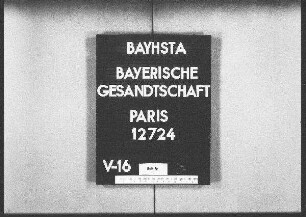 BAYHSTA
BAYERISCHE
GESANDTSCHAFT
PARIS
12724
V-16